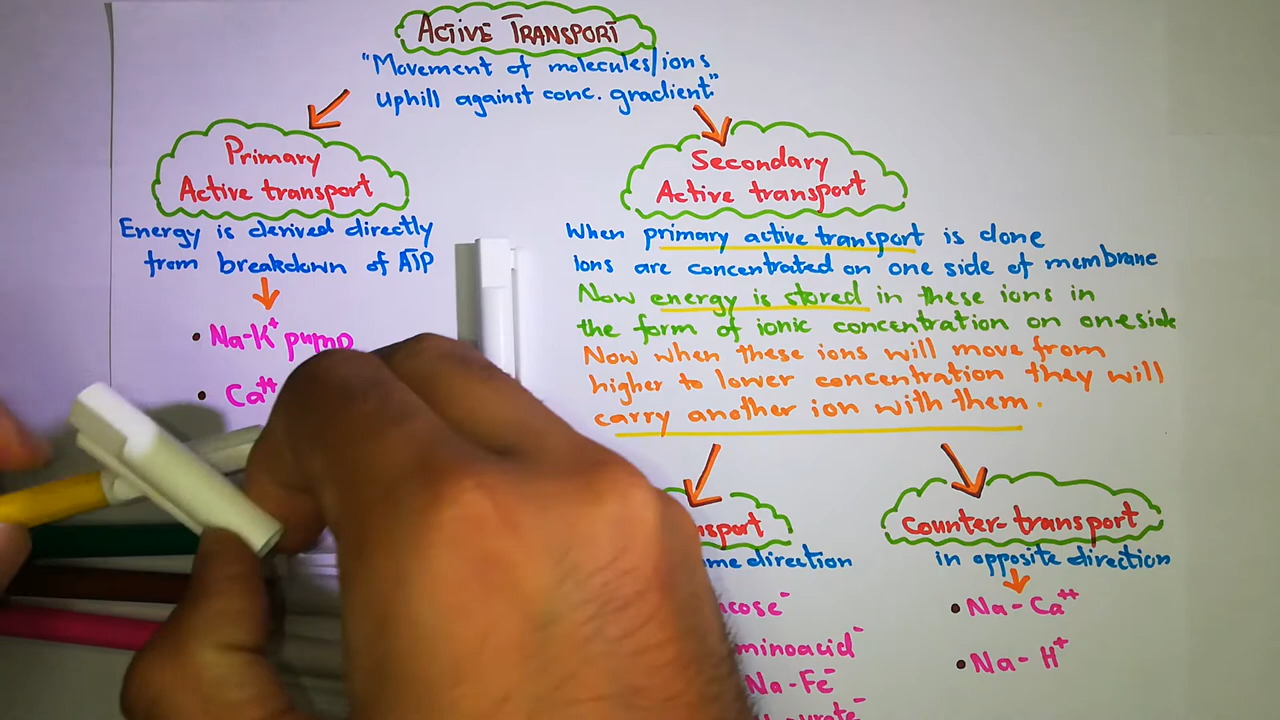 ACTIVE TRANSPORT
"Movement of molecules/ions
Uphill against conc. gradient"
Primary
Active transport
Energy is derived directly
from breakdown of ATP
• Na-K+ pump
• Ca++
Secondary
Active transport
When primary active transport is done
Ions are concentrated on one side of membrane
Now energy is stored in these ions in
the form of ionic concentration on one side
Now when these ions will move from
higher to lower concentration they will
carry another ion with them.
Counter-transport
in opposite direction
• Na-Ca++
• Na-H+
direction
Na-Fe-